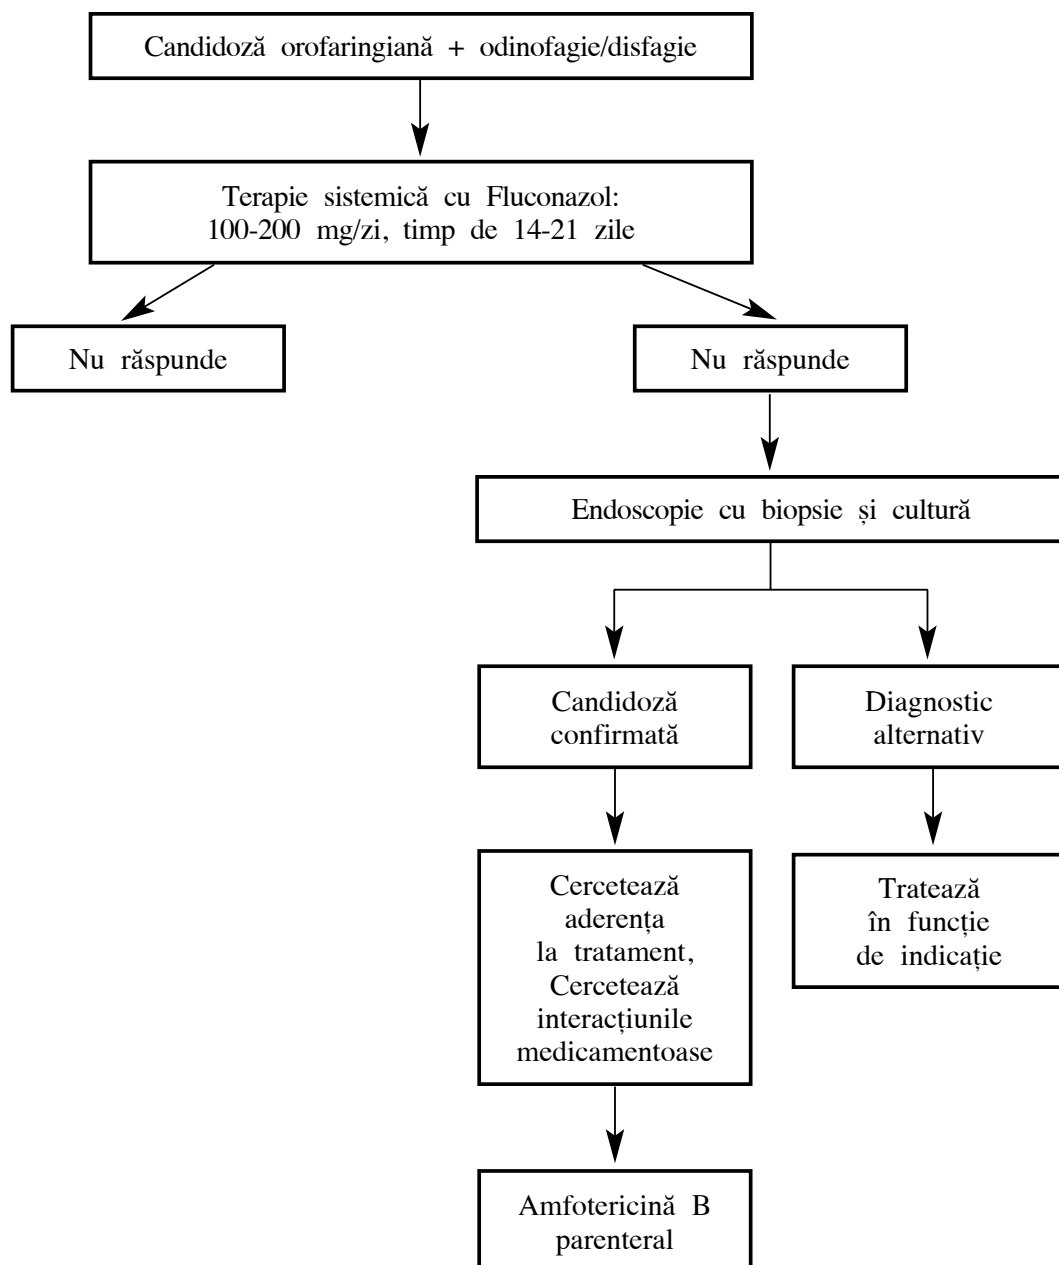 Candidoză orofaringiană + odinofagie/disfagie
Terapie sistemică cu Fluconazol:
100-200 mg/zi, timp de 14-21 zile
Nu răspunde
Nu răspunde
Endoscopie cu biopsie și cultură
Candidoză
confirmată
Diagnostic
alternativ
Cercetează
aderența
la tratament,
Cercetează
interacțiunile
medicamentoase
Tratează
în funcție
de indicație
Amfotericină B
parenteral